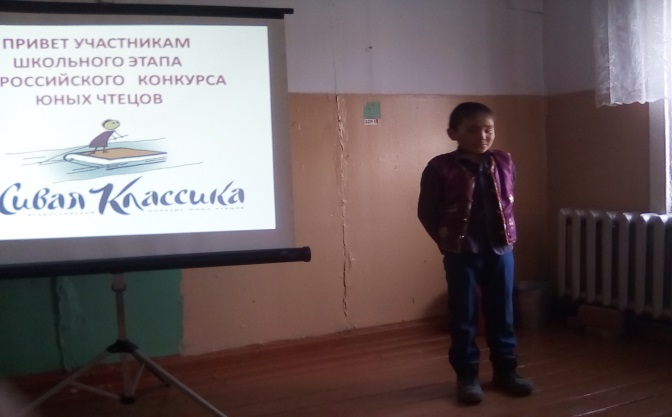 ПРИВЕТ УЧАСТНИКАМ
ШКОЛЬНОГО ЭТАПА
РОССИЙСКОГО КОНКУРСА
ЮНЫХ ЧТЕЦОВ
Живая Классика